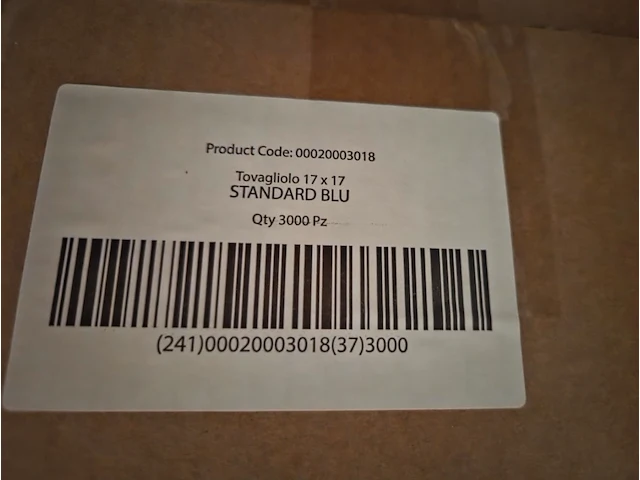 Product Code: 00020003018
Tovagliolo 17 x 17
STANDARD BLU
Qty 3000 Pz
(241)00020003018(37)3000